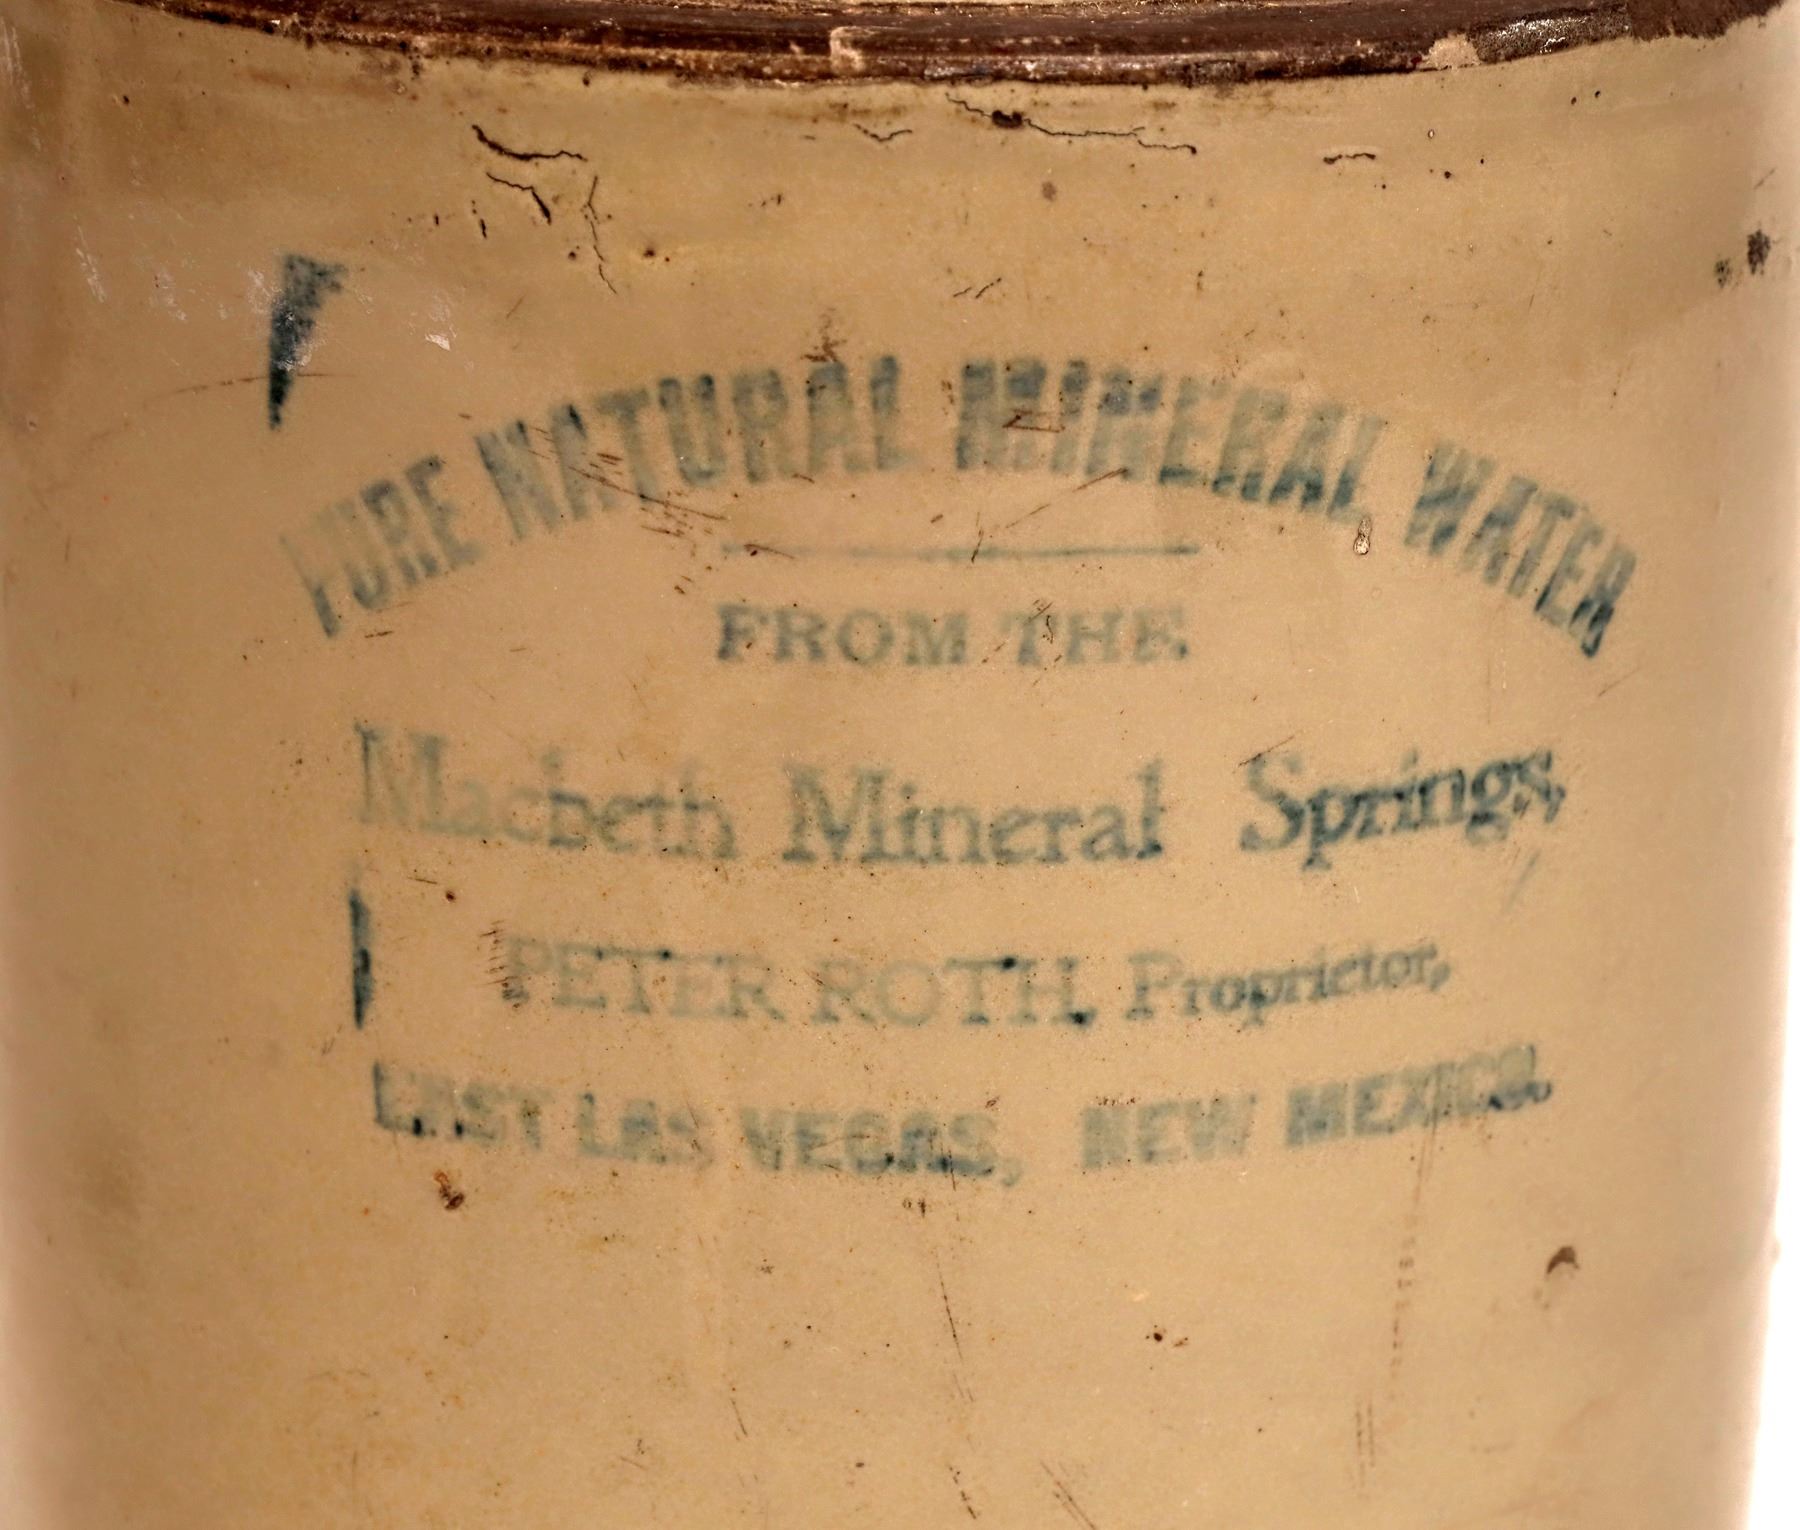 PURE NATURAL MINERAL WATER
FROM THE
Macbeth Mineral Springs,
PETER ROTH, Proprietor,
EAST LAS VEGAS, NEW MEXICO.